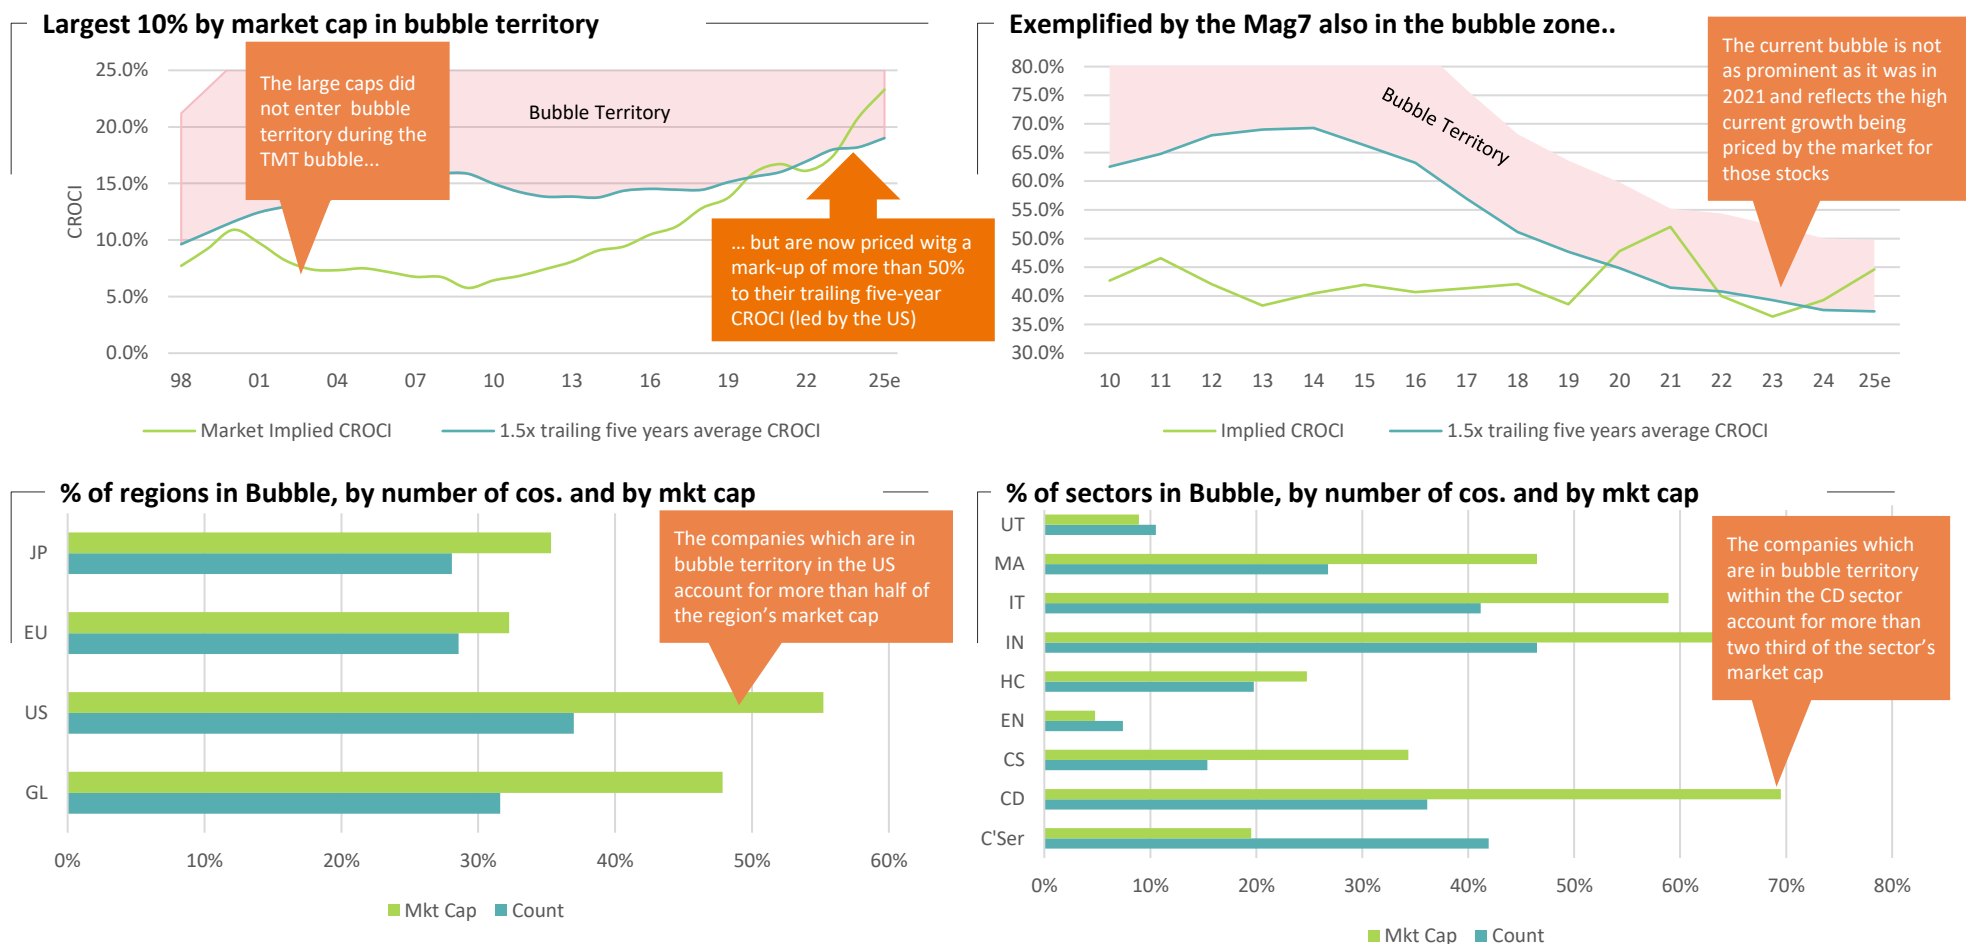 Largest 10% by market cap in bubble territory
25.0%
20.0%
15.0%
10.0%
5.0%
0.0%
CROCI
The large caps did
not enter bubble
territory during the
TMT bubble...
Bubble Territory
... but are now priced witg a
mark-up of more than 50%
to their trailing five-year
CROCI (led by the US)
98 01 04 07 10 13 16 19 22 25e
Market Implied CROCI 1.5x trailing five years average CROCI
Exemplified by the Mag7 also in the bubble zone..
80.0%
75.0%
70.0%
65.0%
60.0%
55.0%
50.0%
45.0%
40.0%
35.0%
30.0%
Bubble Territory
The current bubble is not
as prominent as it was in
2021 and reflects the high
current growth being
priced by the market for
those stocks
10 11 12 13 14 15 16 17 18 19 20 21 22 23 24 25e
Implied CROCI 1.5x trailing five years average CROCI
% of regions in Bubble, by number of cos. and by mkt cap
JP
EU
US
GL
The companies which are in
bubble territory in the US
account for more than half of
the region's market cap
0% 10% 20% 30% 40% 50% 60%
Mkt Cap Count
% of sectors in Bubble, by number of cos. and by mkt cap
UT
MA
IT
IN
HC
EN
CS
CD
C'Ser
The companies which
are in bubble territory
within the CD sector
account for more than
two third of the sector's
market cap
0% 10% 20% 30% 40% 50% 60% 70% 80%
Mkt Cap Count